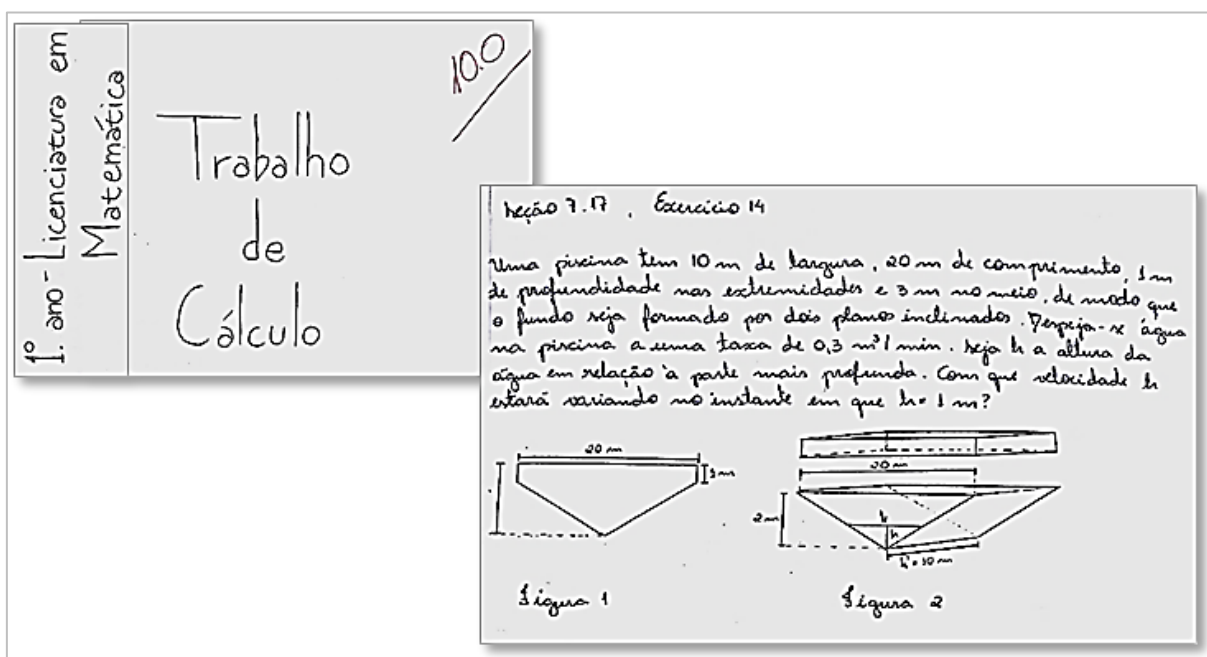 1º. ano - Licenciatura em
Matemática
Trabalho
de
Cálculo
10.0
Seção 7.17, Exercício 14
Uma piscina tem 10 m de largura, 20 m de comprimento, 1 m
de profundidade nas extremidades e 3 m no meio, de modo que
o fundo seja formado por dois planos inclinados. Despeja-se água
na piscina a uma taxa de 0,3 m³/min. Seja h a altura da
água em relação à parte mais profunda. Com que velocidade h
estará variando no instante em que h = 1 m?
20 m
1 m
20 m
2 m
h
10 m
Figura 1
Figura 2